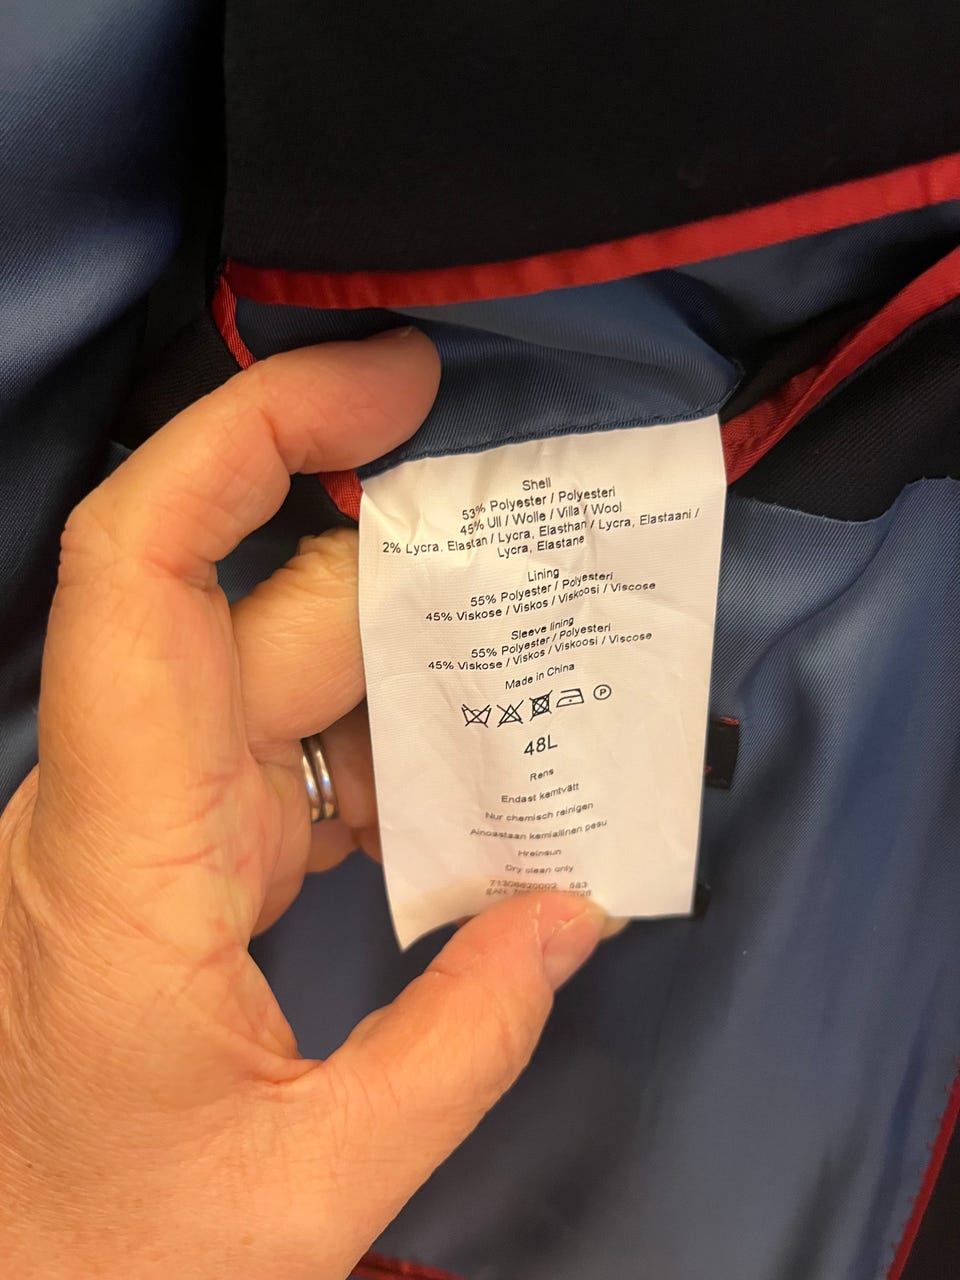 Shell
53% Polyester / Polyesteri
45% Ull / Wolle / Villa / Wool
2% Lycra, Elastan / Lycra, Elasthan / Lycra, Elastaani /
Lycra, Elastane
Lining
55% Polyester / Polyesteri
45% Viskose / Viskos / Viskoosi / Viscose
Sleeve lining
55% Polyester / Polyesteri
45% Viskose / Viskos / Viskoosi / Viscose
Made in China
P
48L
Rens
Endast kemtvätt
Nur chemisch reinigen
Ainoastaan kemiallinen pesu
Hreinsun
Dry clean only
583